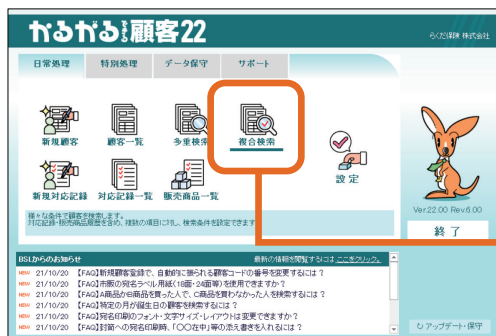 かるがるできる顧客22
らくだ保険 株式会社
日常処理 特別処理 データ保守 サポート
新規顧客 顧客一覧 多重検索 複合検索
設定
新規対応記録 対応記録一覧 販売商品一覧
様々な条件で顧客を検索します。
対応記録・販売商品履歴を含め、複数の項目に対し、検索条件を設定できます
Ver.22.00 Rev.6.00
終了
BSLからのお知らせ 最新の情報を閲覧するには ここをクリック。
NEW 21/10/20 【FAQ】新規顧客登録で、自動的に振られる顧客コードの番号を変更するには？
NEW 21/10/20 【FAQ】市販の宛名ラベル用紙(18面・24面等)を使用できますか？
NEW 21/10/20 【FAQ】A商品かB商品を買った人で、C商品を買わなかった人を検索するには？
NEW 21/10/20 【FAQ】特定の月が誕生日の顧客を検索するには？
NEW 21/10/20 【FAQ】宛名印刷のフォント・文字サイズ・レイアウトは変更できますか？
NEW 21/10/20 【FAQ】封筒への宛名印刷時、「〇〇在中」等の添え書きを入れるには？
アップデート・保守